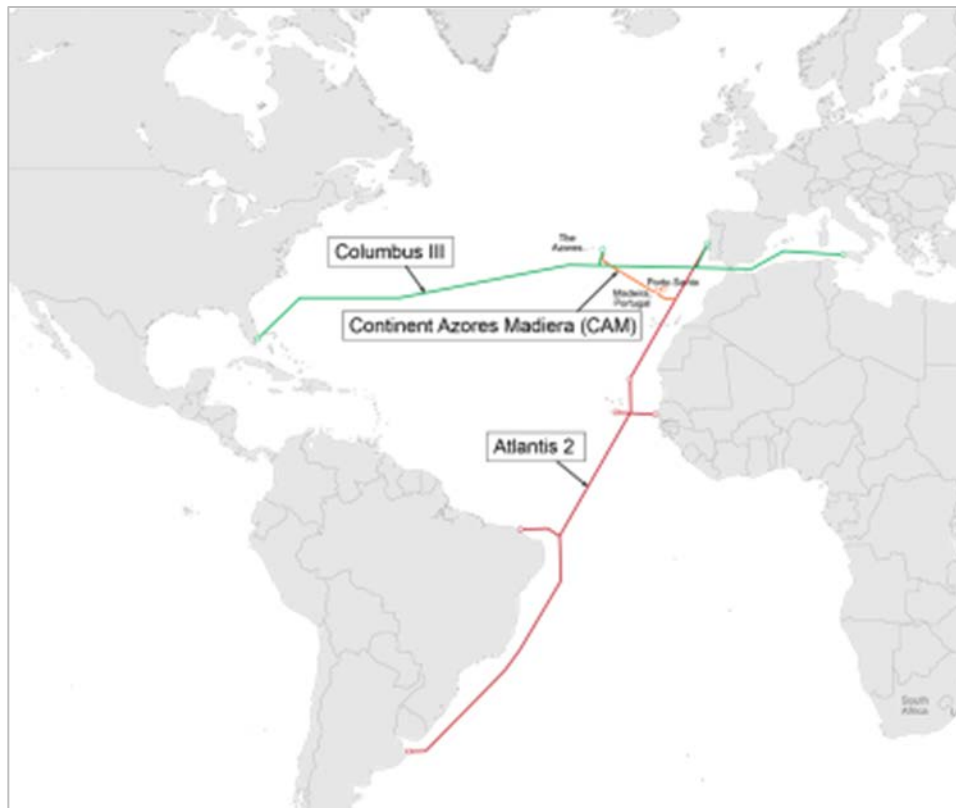 The
Azores
Columbus III
Porto Santo
Madeira,
Portugal
Continent Azores Madiera (CAM)
Atlantis 2
South
Africa